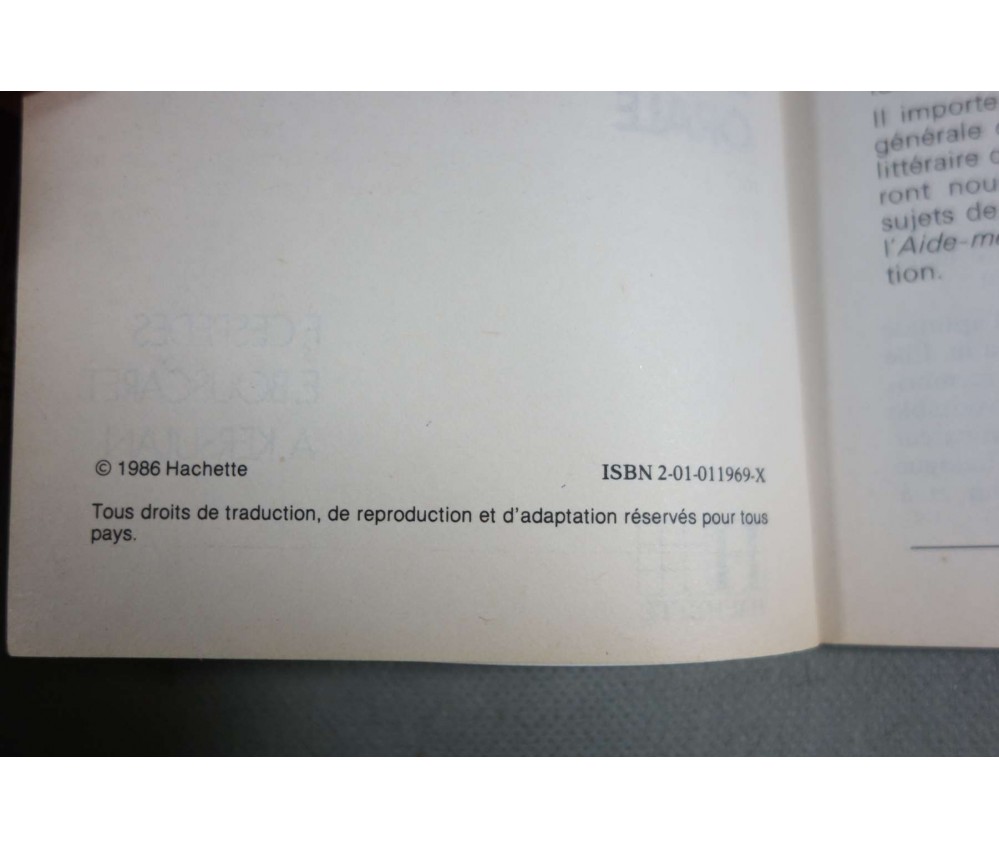 © 1986 Hachette
ISBN 2-01-011969-X
Tous droits de traduction, de reproduction et d'adaptation réservés pour tous
pays.
Il importe
générale
littéraire
ront nou
sujets de
l'Aide-mé
tion.